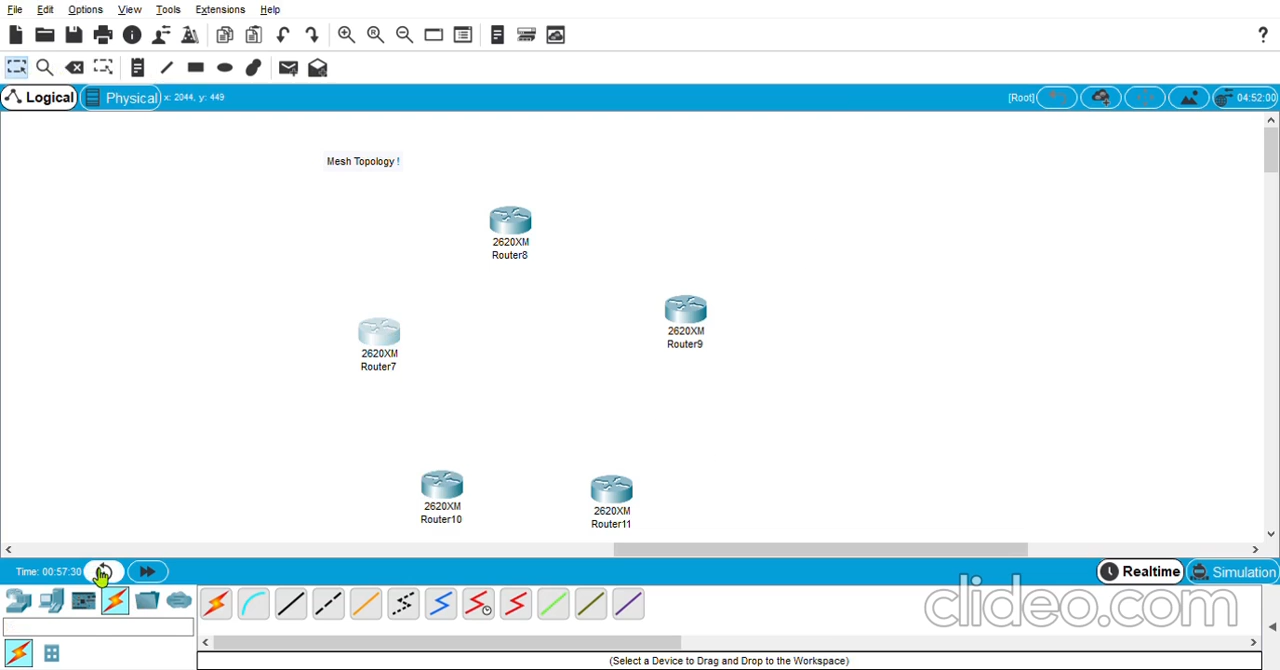 File Edit Options View Tools Extensions Help
?
Logical Physical x: 2044, y: 449 [Root] 04:52:00
Mesh Topology !
2620XM
Router8
2620XM
Router9
2620XM
Router7
2620XM
Router10
2620XM
Router11
Time: 00:57:30 Realtime Simulation
clideo.com
(Select a Device to Drag and Drop to the Workspace)